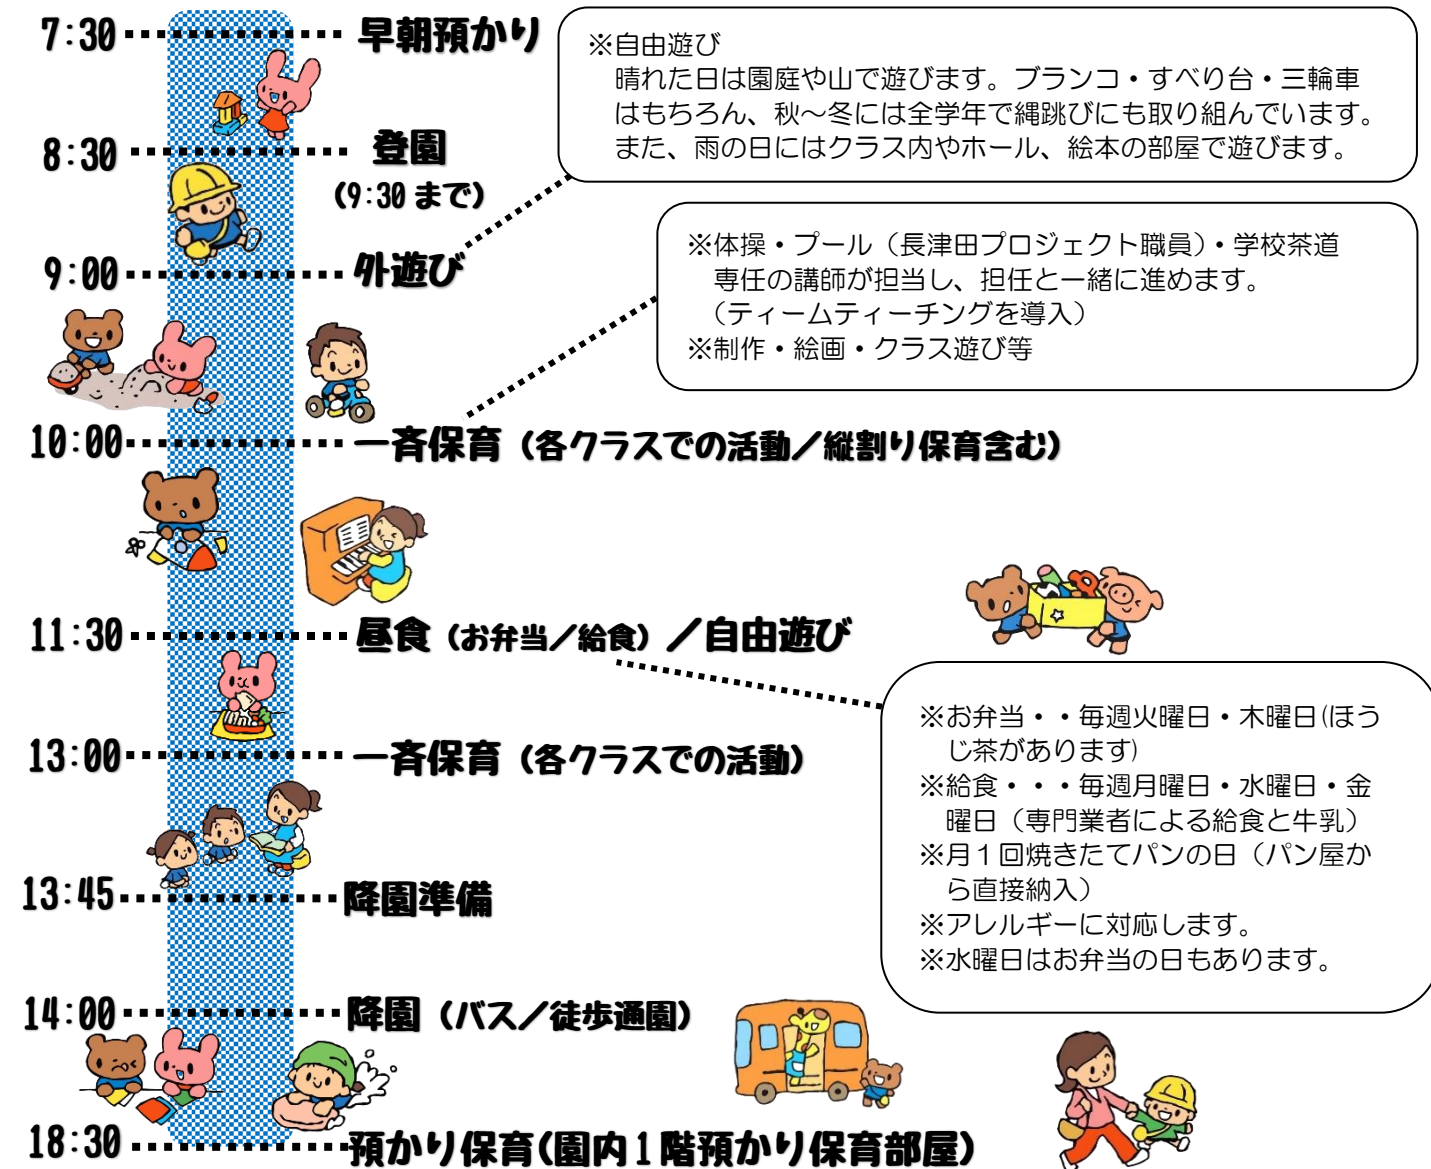 7:30 早朝預かり
※自由遊び
晴れた日は園庭や山で遊びます。ブランコ・すべり台・三輪車
はもちろん、秋～冬には全学年で縄跳びにも取り組んでいます。
また、雨の日にはクラス内やホール、絵本の部屋で遊びます。
8:30 登園
(9:30 まで)
9:00 外遊び
※体操・プール（長津田プロジェクト職員）・学校茶道
専任の講師が担当し、担任と一緒に進めます。
（ティームティーチングを導入）
※制作・絵画・クラス遊び等
10:00 一斉保育（各クラスでの活動／縦割り保育含む）
11:30 昼食（お弁当／給食）／自由遊び
※お弁当・・毎週火曜日・木曜日(ほう
じ茶があります)
※給食・・・毎週月曜日・水曜日・金
曜日（専門業者による給食と牛乳）
※月１回焼きたてパンの日（パン屋か
ら直接納入）
※アレルギーに対応します。
※水曜日はお弁当の日もあります。
13:00 一斉保育（各クラスでの活動）
13:45 降園準備
14:00 降園（バス／徒歩通園）
18:30 預かり保育(園内１階預かり保育部屋)